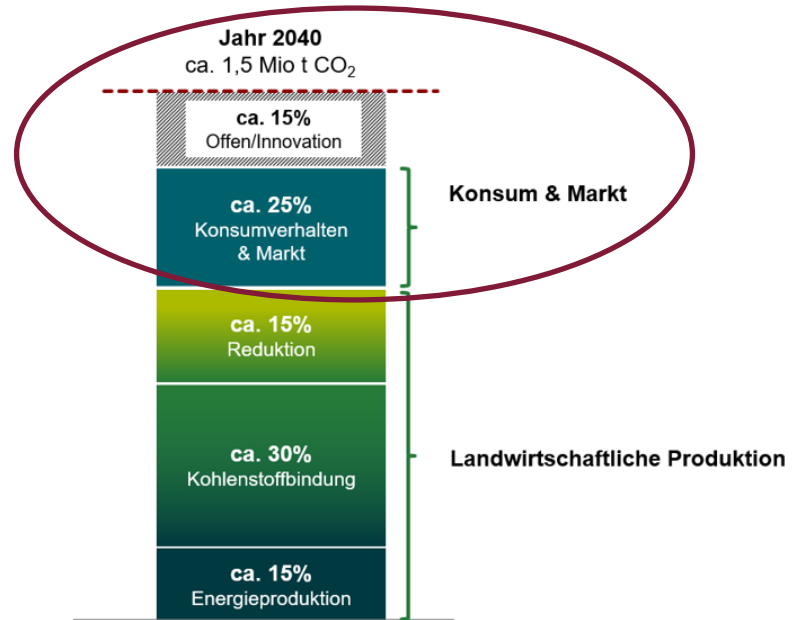 Jahr 2040
ca. 1,5 Mio t CO₂
ca. 15%
Offen/Innovation
ca. 25%
Konsumverhalten
& Markt
Konsum & Markt
ca. 15%
Reduktion
ca. 30%
Kohlenstoffbindung
Landwirtschaftliche Produktion
ca. 15%
Energieproduktion